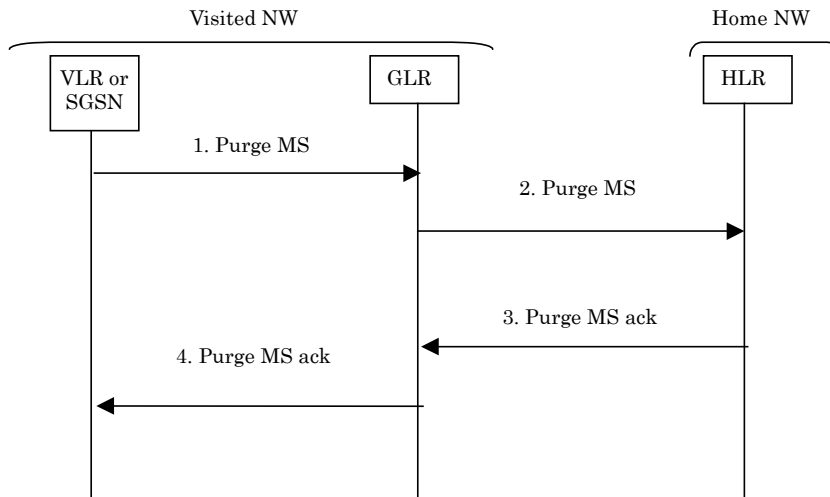 Visited NW
Home NW
VLR or
SGSN
GLR
HLR
1. Purge MS
2. Purge MS
3. Purge MS ack
4. Purge MS ack